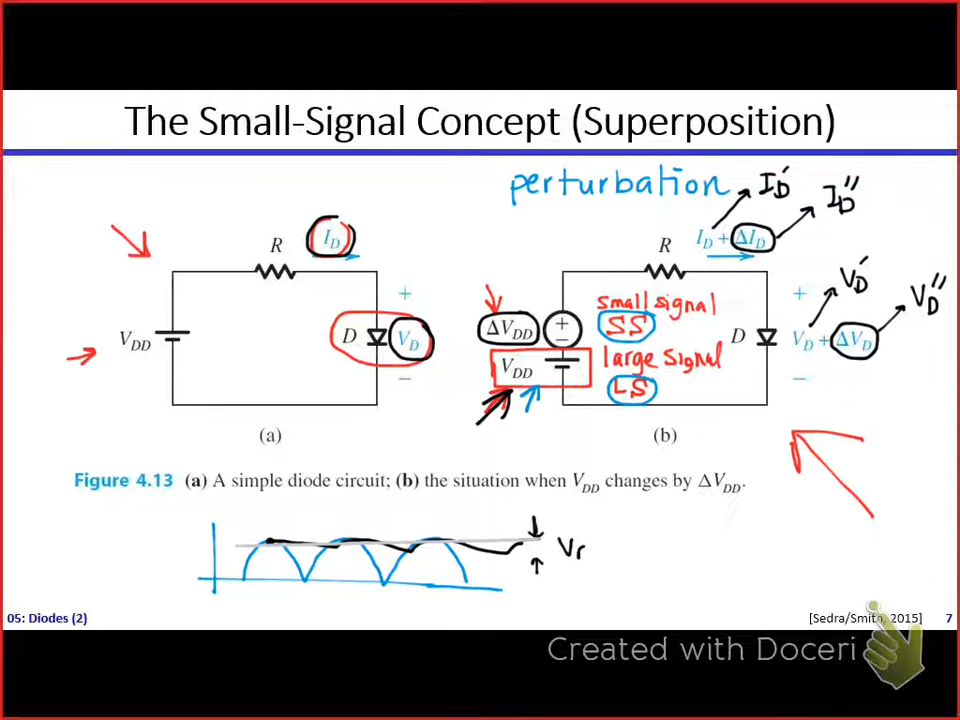 The Small-Signal Concept (Superposition)
perturbation
I_D'
I_D''
I_D
R
I_D + ΔI_D
R
+
V_D'
V_D''
V_DD
D
V_D
−
ΔV_DD
+
−
small signal
SS
V_DD
large signal
LS
D
+
V_D + ΔV_D
−
(a)
(b)
Figure 4.13 (a) A simple diode circuit; (b) the situation when V_DD changes by ΔV_DD.
Vr
05: Diodes (2)
[Sedra/Smith, 2015]
7
Created with Doceri